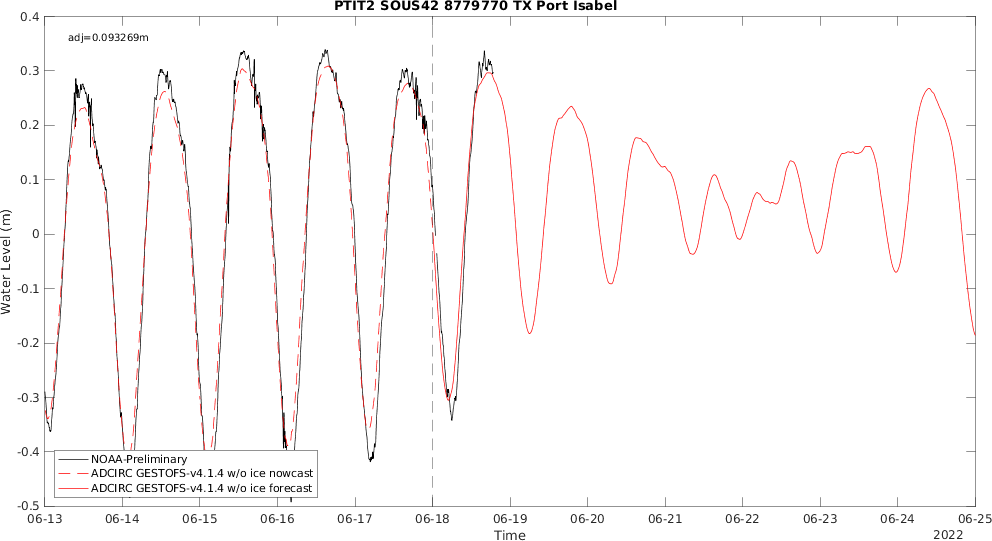 PTIT2 SOUS42 8779770 TX Port Isabel
adj=0.093269m
0.4
0.3
0.2
0.1
0
-0.1
-0.2
-0.3
-0.4
-0.5
Water Level (m)
NOAA-Preliminary
ADCIRC GESTOFS-v4.1.4 w/o ice nowcast
ADCIRC GESTOFS-v4.1.4 w/o ice forecast
06-13 06-14 06-15 06-16 06-17 06-18 06-19 06-20 06-21 06-22 06-23 06-24 06-25
Time
2022